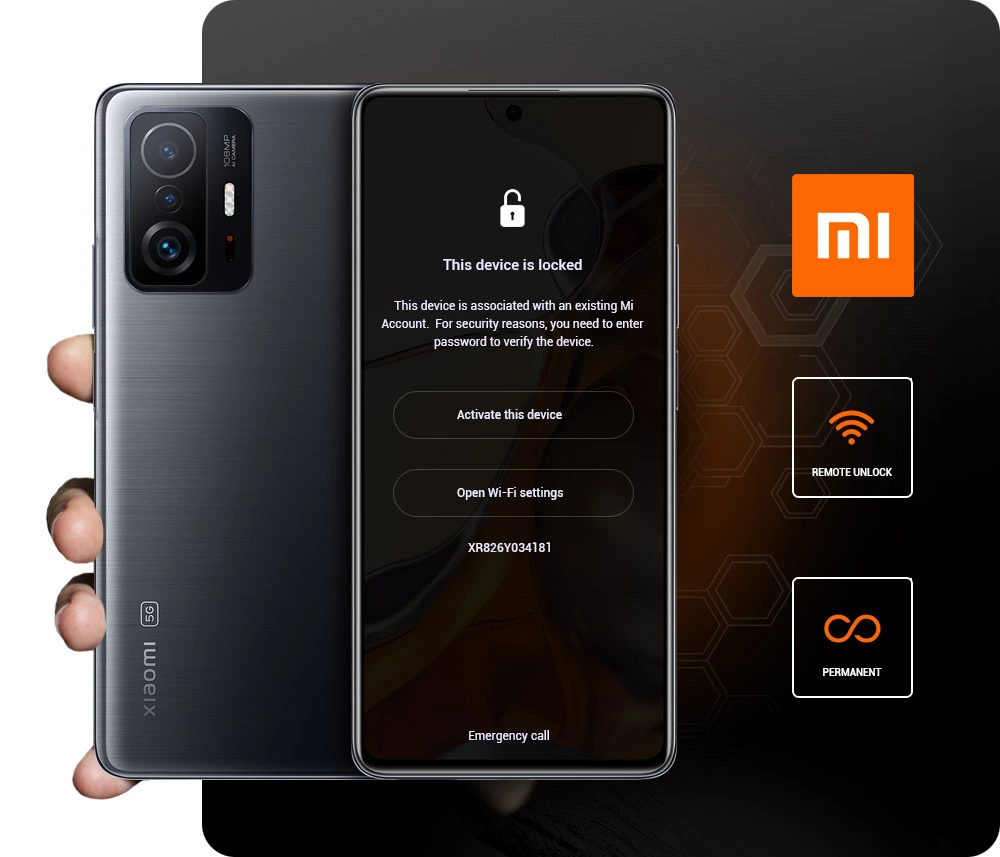 108MP
AI CAMERA
5G
xiaomi
This device is locked
This device is associated with an existing Mi
Account. For security reasons, you need to enter
password to verify the device.
Activate this device
Open Wi-Fi settings
XR826Y034181
Emergency call
mi
REMOTE UNLOCK
PERMANENT